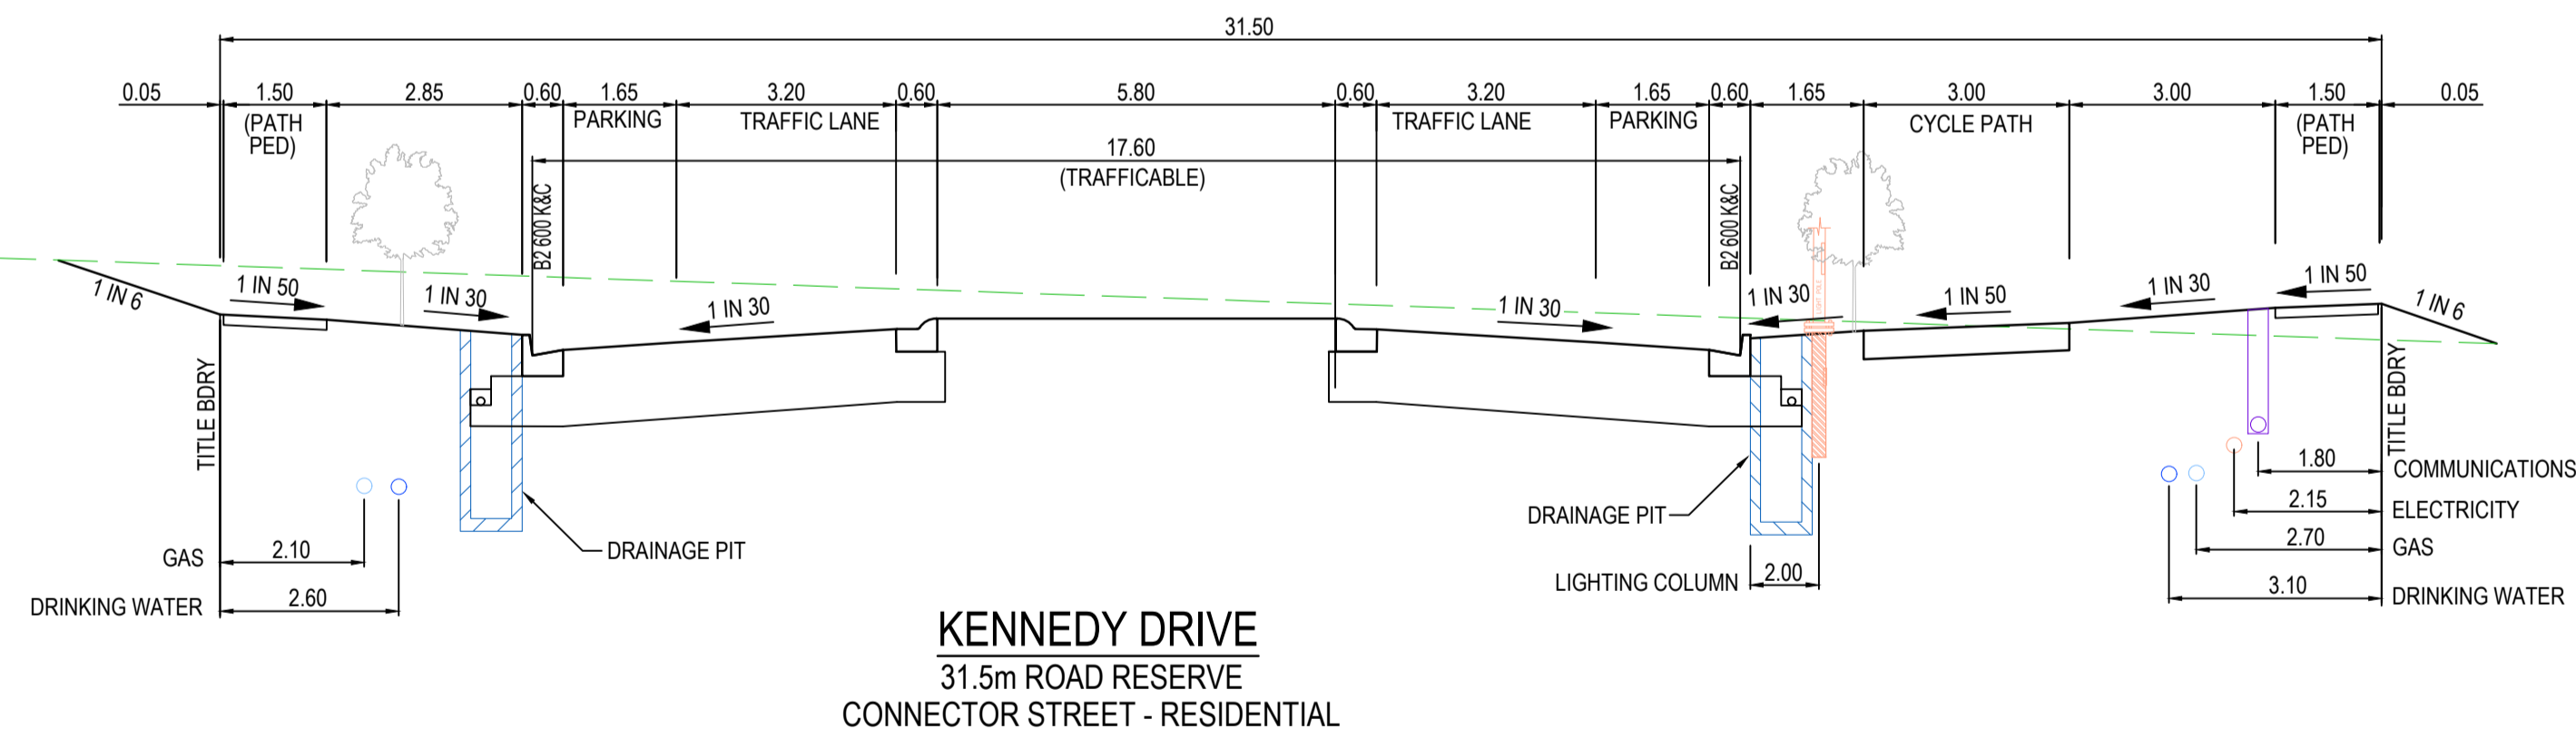 31.50
0.05 1.50 2.85 0.60 1.65 3.20 0.60 5.80 0.60 3.20 1.65 0.60 1.65 3.00 3.00 1.50 0.05
(PATH PED) PARKING TRAFFIC LANE TRAFFIC LANE PARKING CYCLE PATH (PATH PED)
17.60
(TRAFFICABLE)
B2 600 K&C
B2 600 K&C
1 IN 6
1 IN 50
1 IN 30
1 IN 30
1 IN 30
1 IN 30
1 IN 50
1 IN 30
1 IN 50
1 IN 6
LIGHT POLE
TITLE BDRY
TITLE BDRY
1.80 COMMUNICATIONS
2.15 ELECTRICITY
2.70 GAS
3.10 DRINKING WATER
GAS 2.10
DRINKING WATER 2.60
DRAINAGE PIT
DRAINAGE PIT
LIGHTING COLUMN 2.00
KENNEDY DRIVE
31.5m ROAD RESERVE
CONNECTOR STREET - RESIDENTIAL